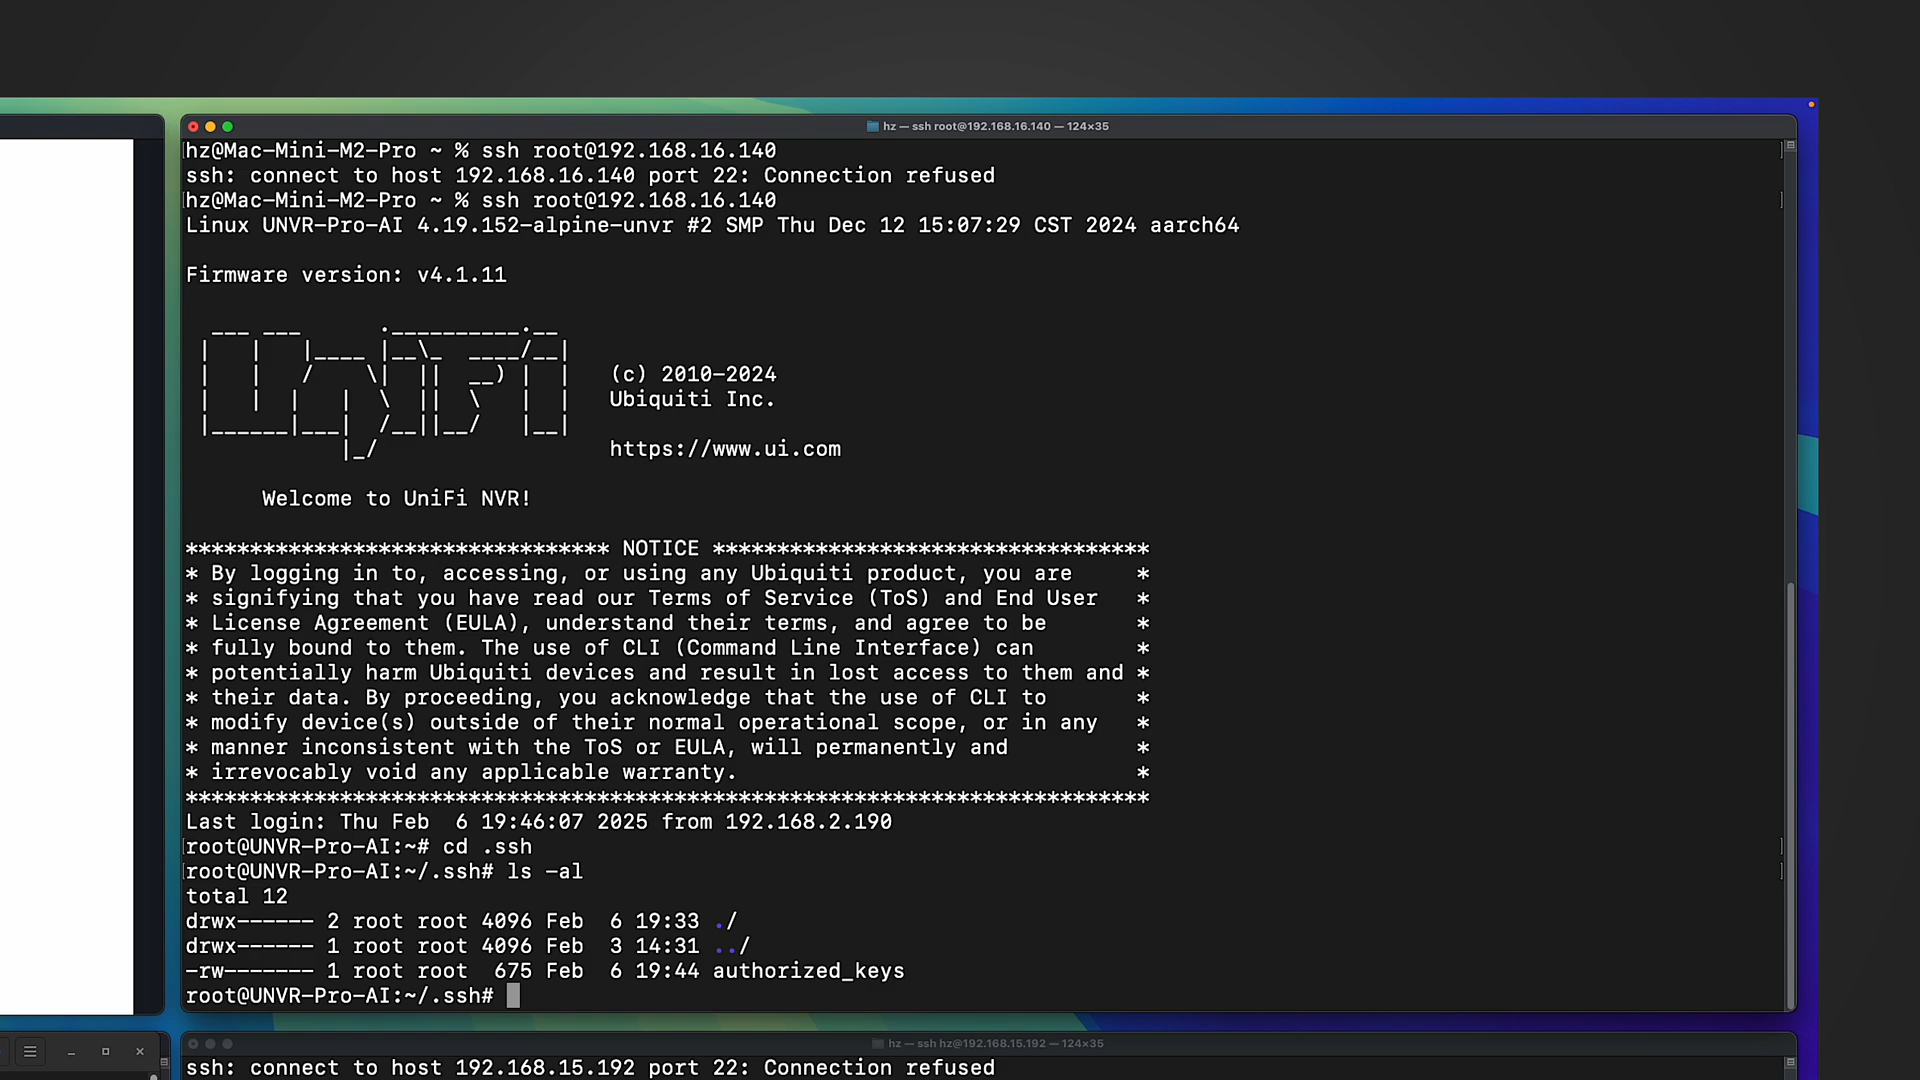 hz — ssh root@192.168.16.140 — 124×35
hz@Mac-Mini-M2-Pro ~ % ssh root@192.168.16.140
ssh: connect to host 192.168.16.140 port 22: Connection refused
hz@Mac-Mini-M2-Pro ~ % ssh root@192.168.16.140
Linux UNVR-Pro-AI 4.19.152-alpine-unvr #2 SMP Thu Dec 12 15:07:29 CST 2024 aarch64
Firmware version: v4.1.11
UniFi
(c) 2010-2024
Ubiquiti Inc.
https://www.ui.com
Welcome to UniFi NVR!
********************************* NOTICE **********************************
* By logging in to, accessing, or using any Ubiquiti product, you are *
* signifying that you have read our Terms of Service (ToS) and End User *
* License Agreement (EULA), understand their terms, and agree to be *
* fully bound to them. The use of CLI (Command Line Interface) can *
* potentially harm Ubiquiti devices and result in lost access to them and *
* their data. By proceeding, you acknowledge that the use of CLI to *
* modify device(s) outside of their normal operational scope, or in any *
* manner inconsistent with the ToS or EULA, will permanently and *
* irrevocably void any applicable warranty. *
***************************************************************************
Last login: Thu Feb  6 19:46:07 2025 from 192.168.2.190
root@UNVR-Pro-AI:~# cd .ssh
root@UNVR-Pro-AI:~/.ssh# ls -al
total 12
drwx------ 2 root root 4096 Feb  6 19:33 ./
drwx------ 1 root root 4096 Feb  3 14:31 ../
-rw------- 1 root root  675 Feb  6 19:44 authorized_keys
root@UNVR-Pro-AI:~/.ssh#
hz — ssh hz@192.168.15.192 — 124×35
ssh: connect to host 192.168.15.192 port 22: Connection refused